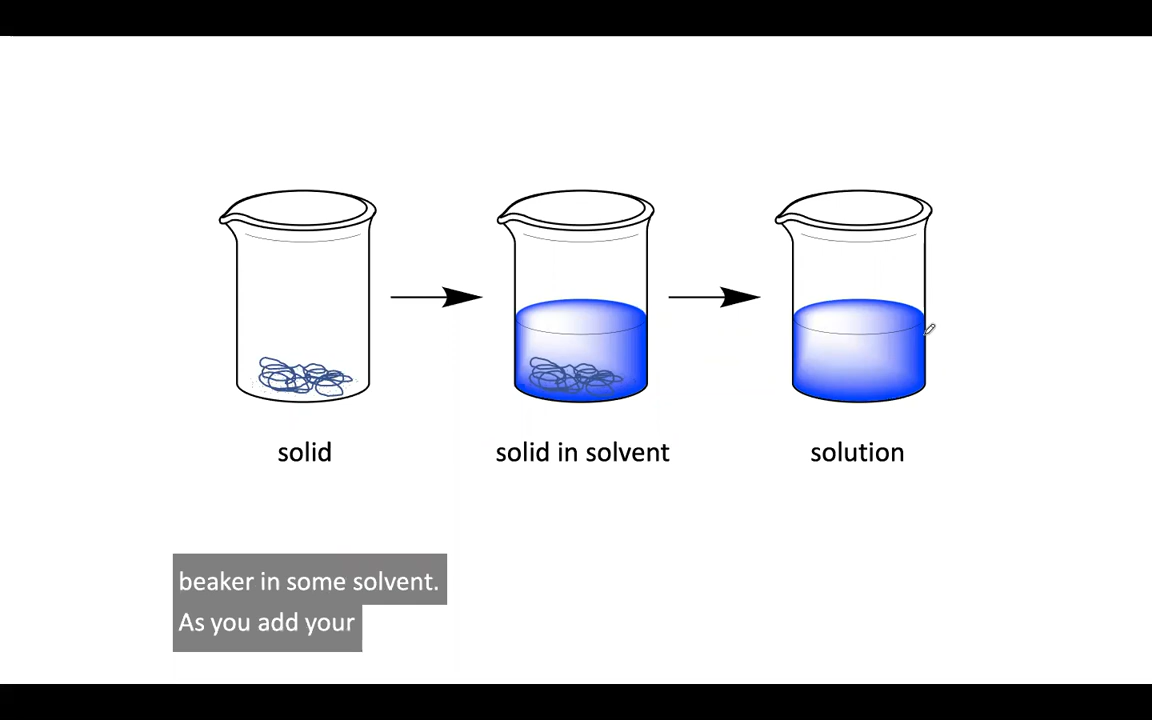 solid
solid in solvent
solution
beaker in some solvent.
As you add your